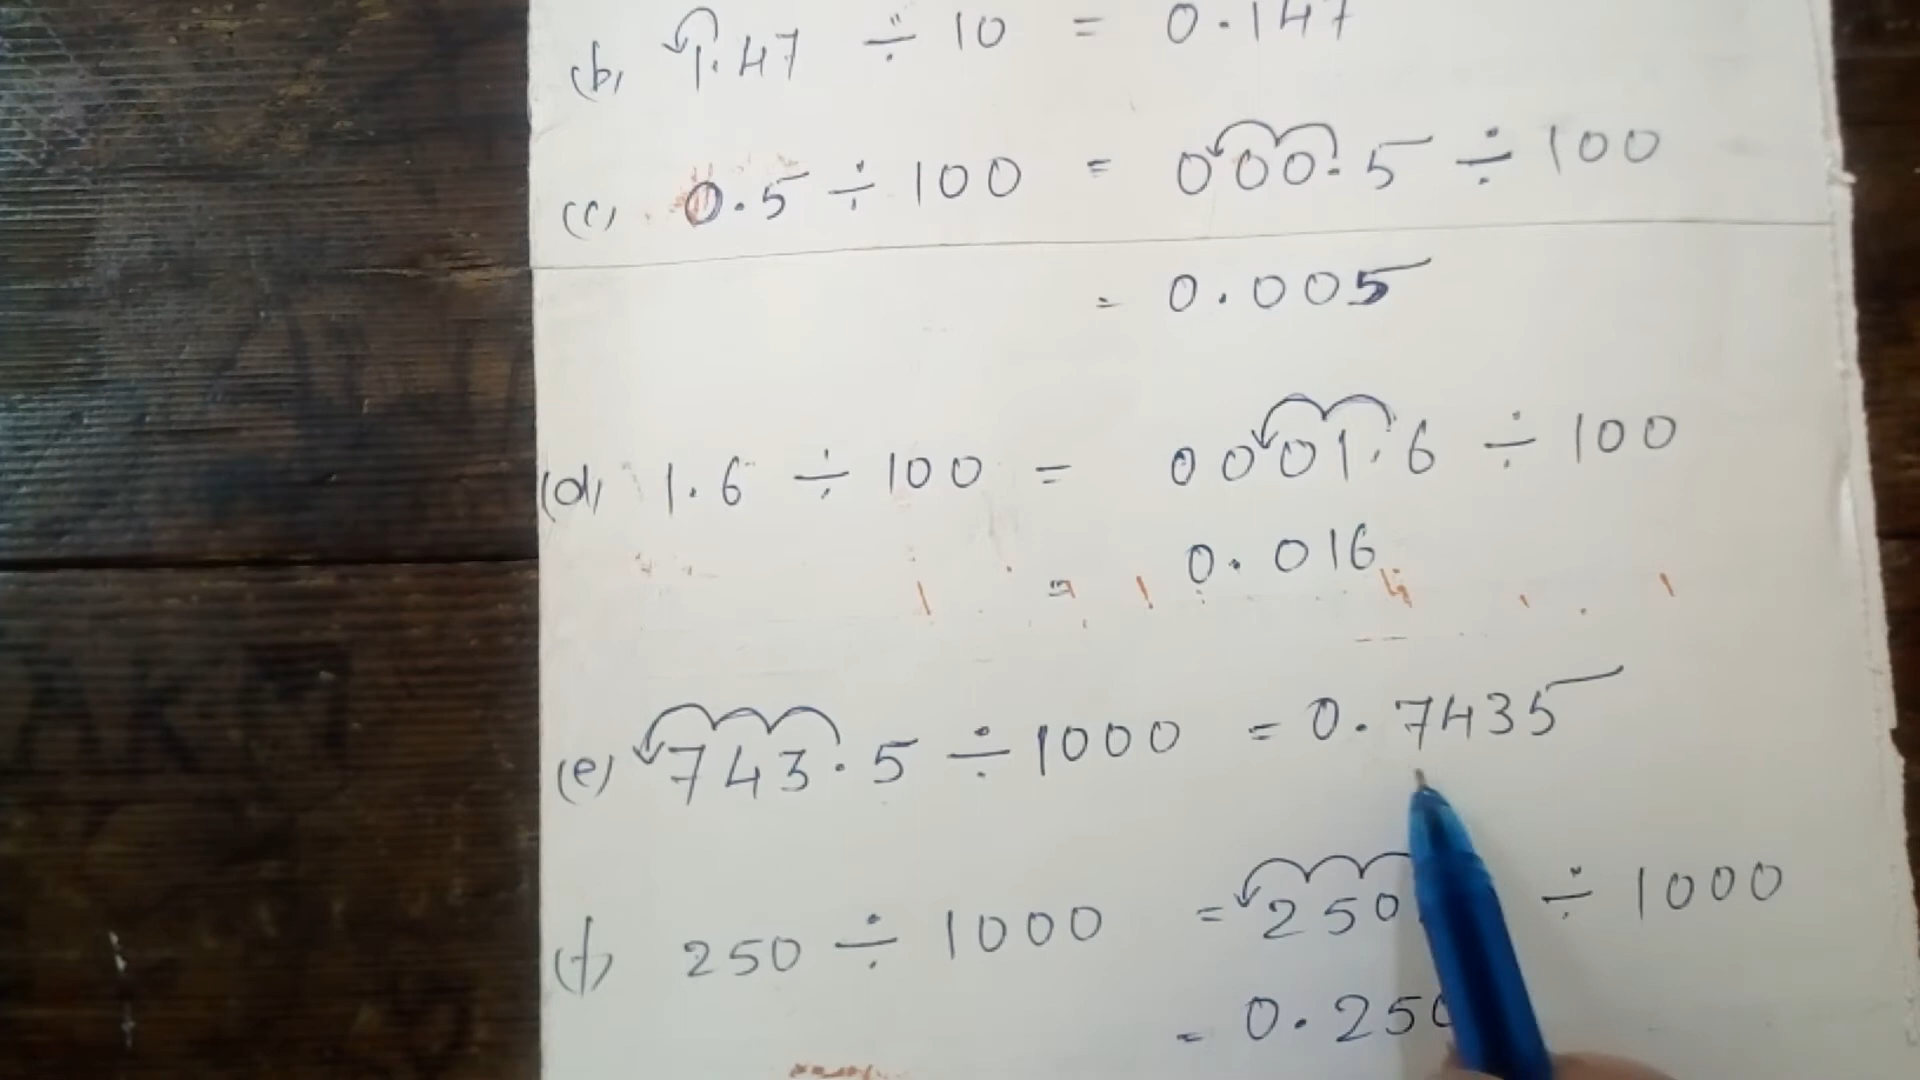 (b) 1.47 ÷ 10 = 0.147
(c) 0.5 ÷ 100 = 000.5 ÷ 100
= 0.005
(d) 1.6 ÷ 100 = 0001.6 ÷ 100
= 0.016
(e) 743.5 ÷ 1000 = 0.7435
(f) 250 ÷ 1000 = 250 ÷ 1000
= 0.250